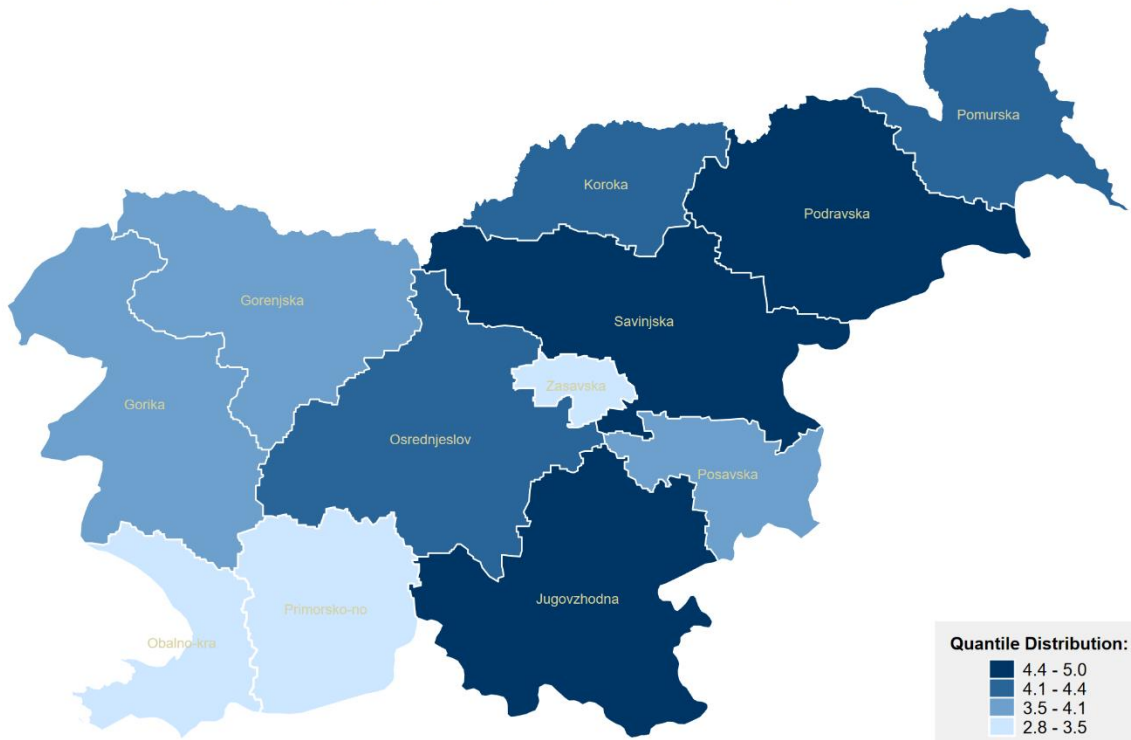 Pomurska
Koroka
Podravska
Gorenjska
Savinjska
Zasavska
Gorika
Osrednjeslov
Posavska
Jugovzhodna
Primorsko-no
Obalno-kra
Quantile Distribution:
4.4 - 5.0
4.1 - 4.4
3.5 - 4.1
2.8 - 3.5